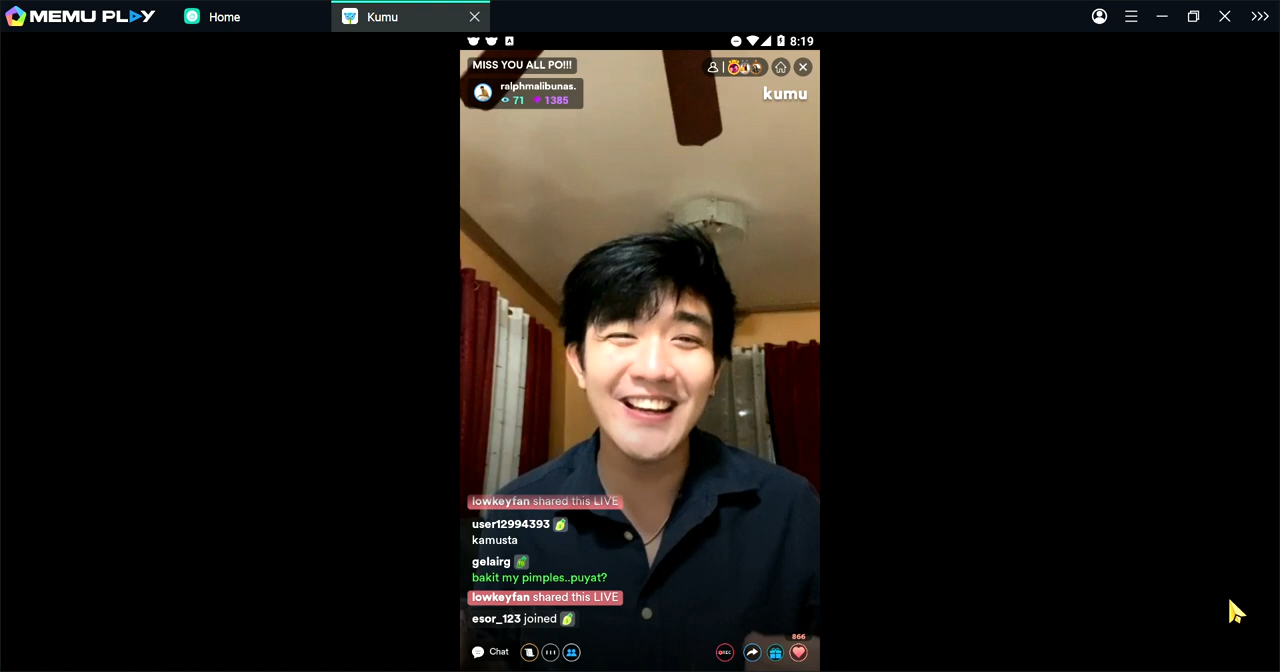 MEMU PLAY
Home
Kumu
8:19
MISS YOU ALL PO!!!
ralphmalibunas.
71
1385
kumu
lowkeyfan shared this LIVE
user12994393
kamusta
gelairg
bakit my pimples..puyat?
lowkeyfan shared this LIVE
esor_123 joined
866
Chat
REC